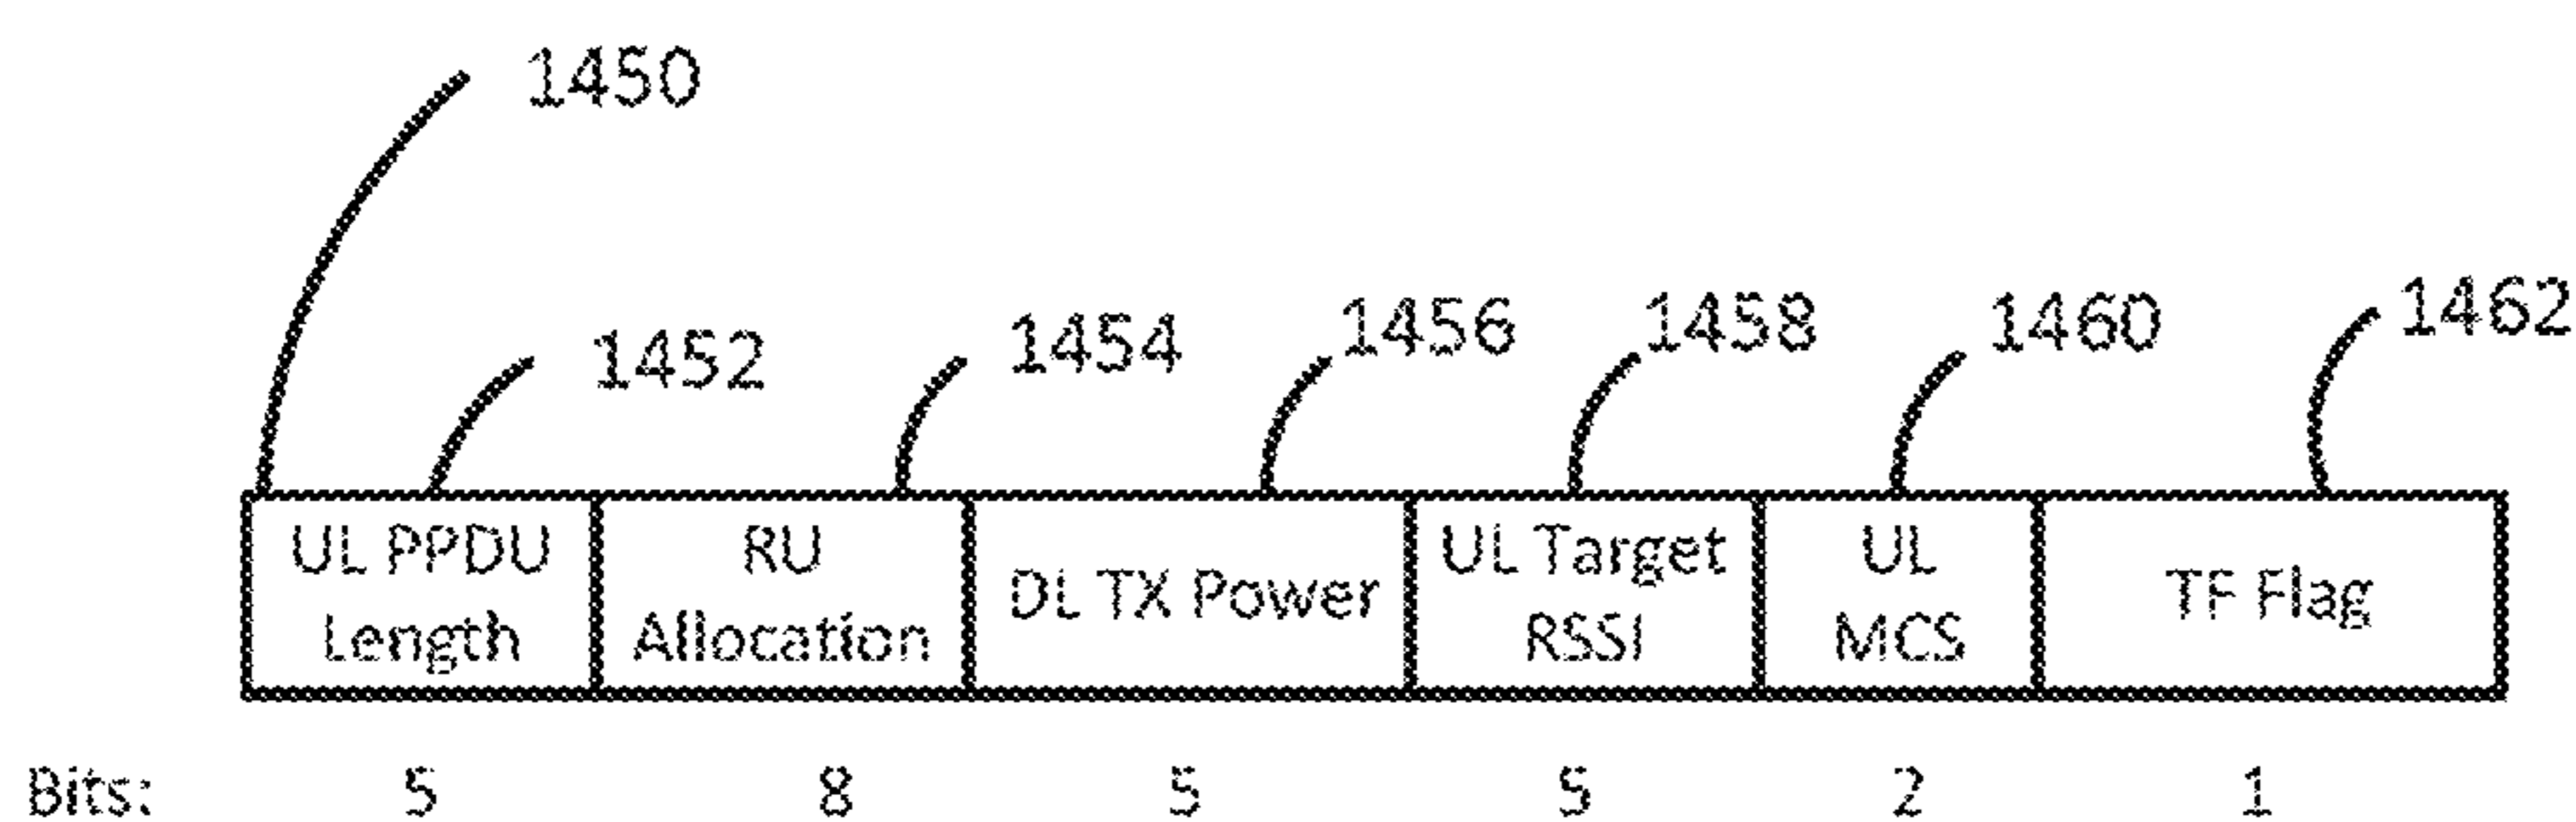 1450
1452 1454 1456 1458 1460 1462
UL PPDU RU DL TX Power UL Target UL TF Flag
Length Allocation RSSI MCS
Bits: 5 8 5 5 2 1